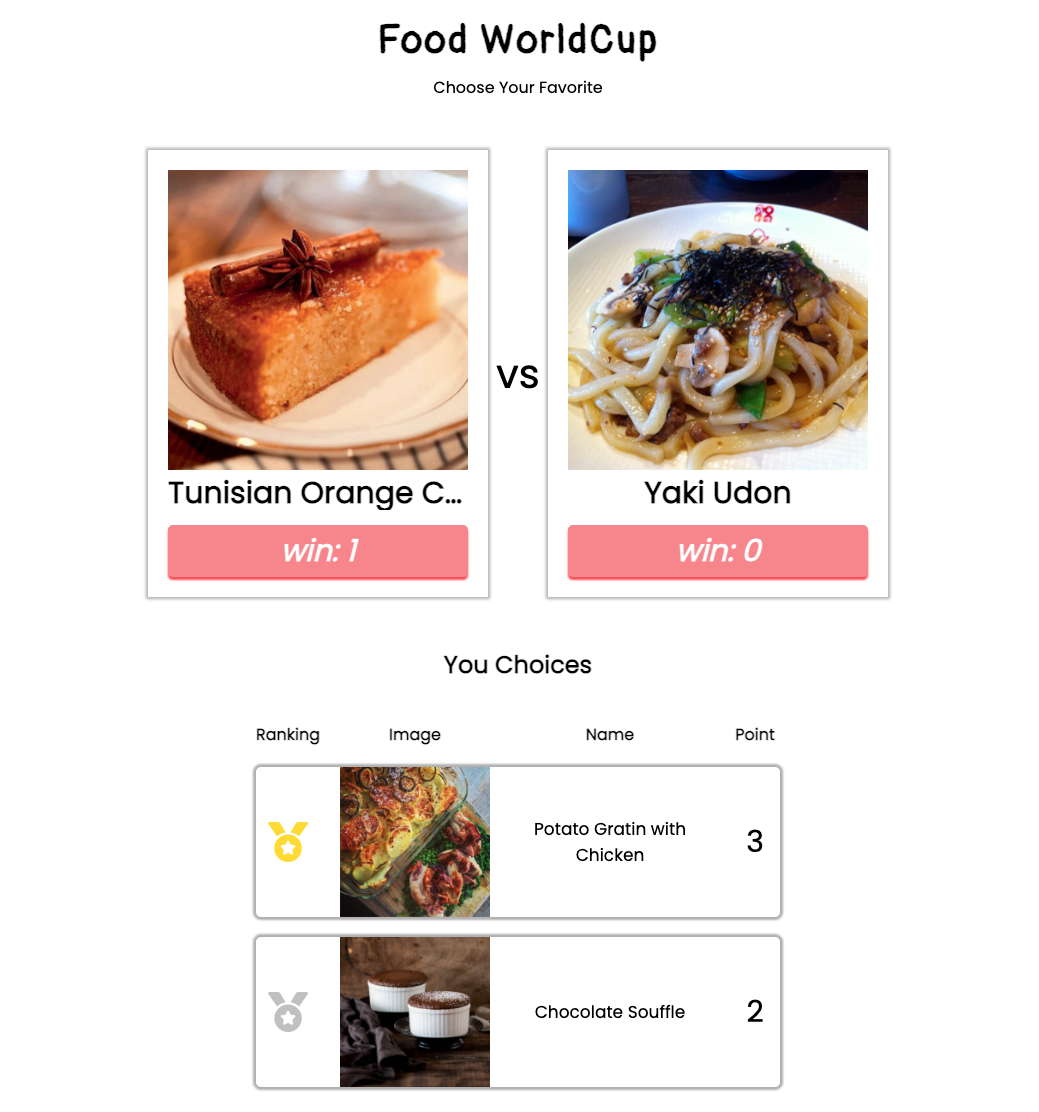 Food WorldCup
Choose Your Favorite
Tunisian Orange C...
win: 1
VS
Yaki Udon
win: 0
You Choices
Ranking Image Name Point
Potato Gratin with
Chicken
3
Chocolate Souffle
2